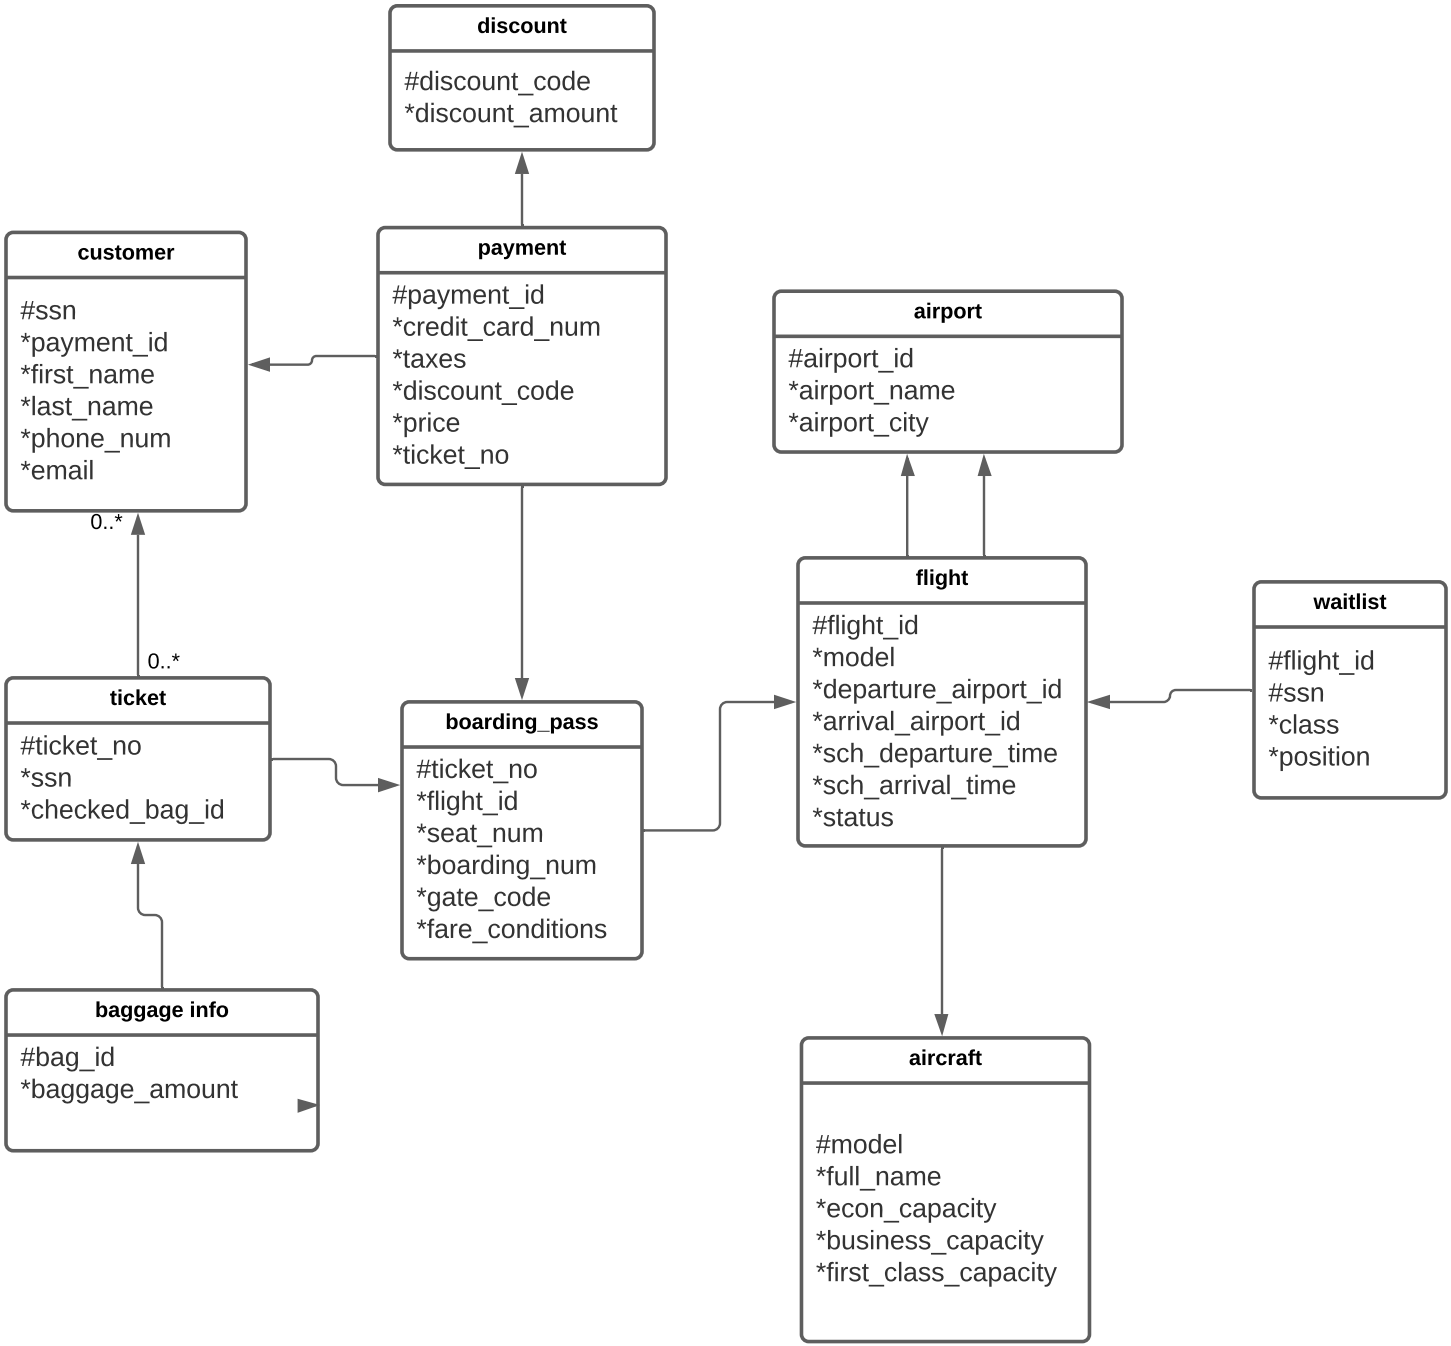 discount
#discount_code
*discount_amount
customer
#ssn
*payment_id
*first_name
*last_name
*phone_num
*email
0..*
payment
#payment_id
*credit_card_num
*taxes
*discount_code
*price
*ticket_no
airport
#airport_id
*airport_name
*airport_city
0..*
ticket
#ticket_no
*ssn
*checked_bag_id
boarding_pass
#ticket_no
*flight_id
*seat_num
*boarding_num
*gate_code
*fare_conditions
flight
#flight_id
*model
*departure_airport_id
*arrival_airport_id
*sch_departure_time
*sch_arrival_time
*status
waitlist
#flight_id
#ssn
*class
*position
baggage info
#bag_id
*baggage_amount
aircraft
#model
*full_name
*econ_capacity
*business_capacity
*first_class_capacity